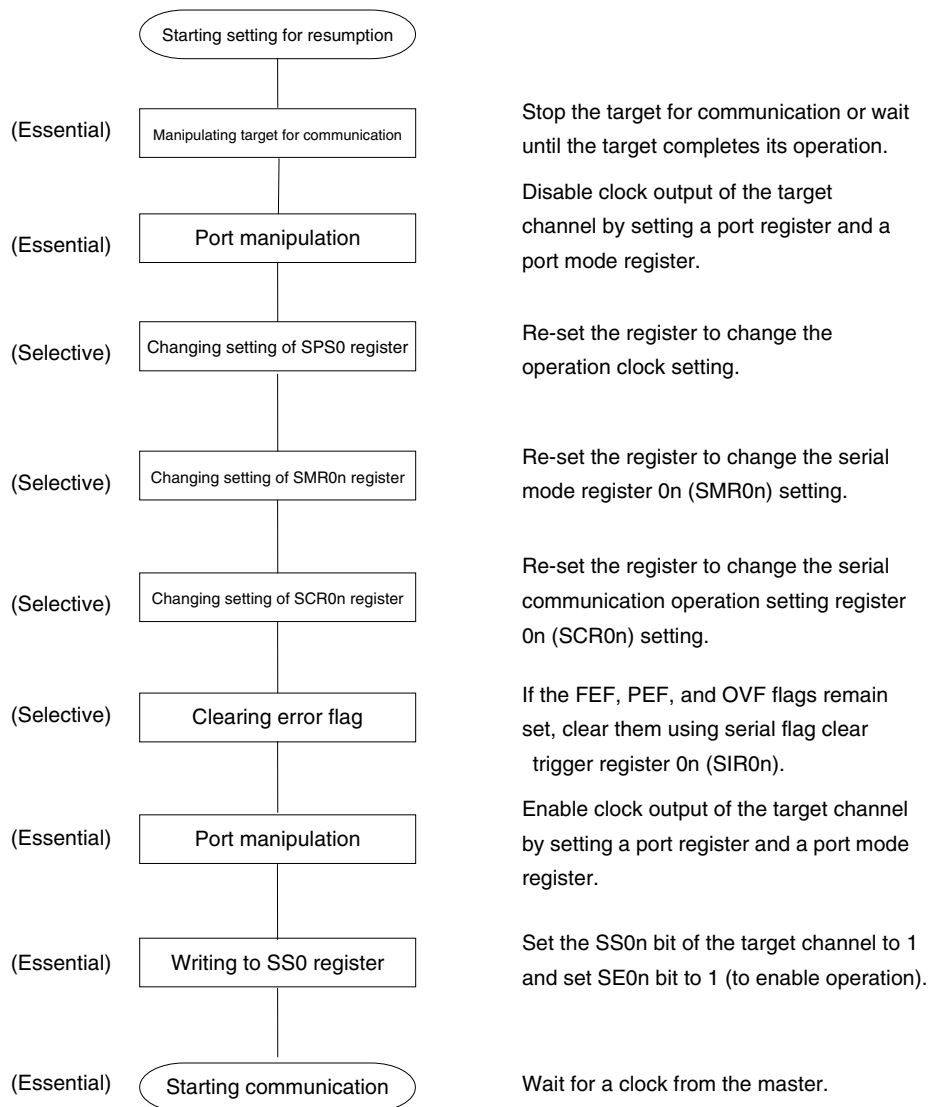 Starting setting for resumption
(Essential)
Manipulating target for communication
Stop the target for communication or wait
until the target completes its operation.
(Essential)
Port manipulation
Disable clock output of the target
channel by setting a port register and a
port mode register.
(Selective)
Changing setting of SPS0 register
Re-set the register to change the
operation clock setting.
(Selective)
Changing setting of SMR0n register
Re-set the register to change the serial
mode register 0n (SMR0n) setting.
(Selective)
Changing setting of SCR0n register
Re-set the register to change the serial
communication operation setting register
0n (SCR0n) setting.
(Selective)
Clearing error flag
If the FEF, PEF, and OVF flags remain
set, clear them using serial flag clear
trigger register 0n (SIR0n).
(Essential)
Port manipulation
Enable clock output of the target channel
by setting a port register and a port mode
register.
(Essential)
Writing to SS0 register
Set the SS0n bit of the target channel to 1
and set SE0n bit to 1 (to enable operation).
(Essential)
Starting communication
Wait for a clock from the master.